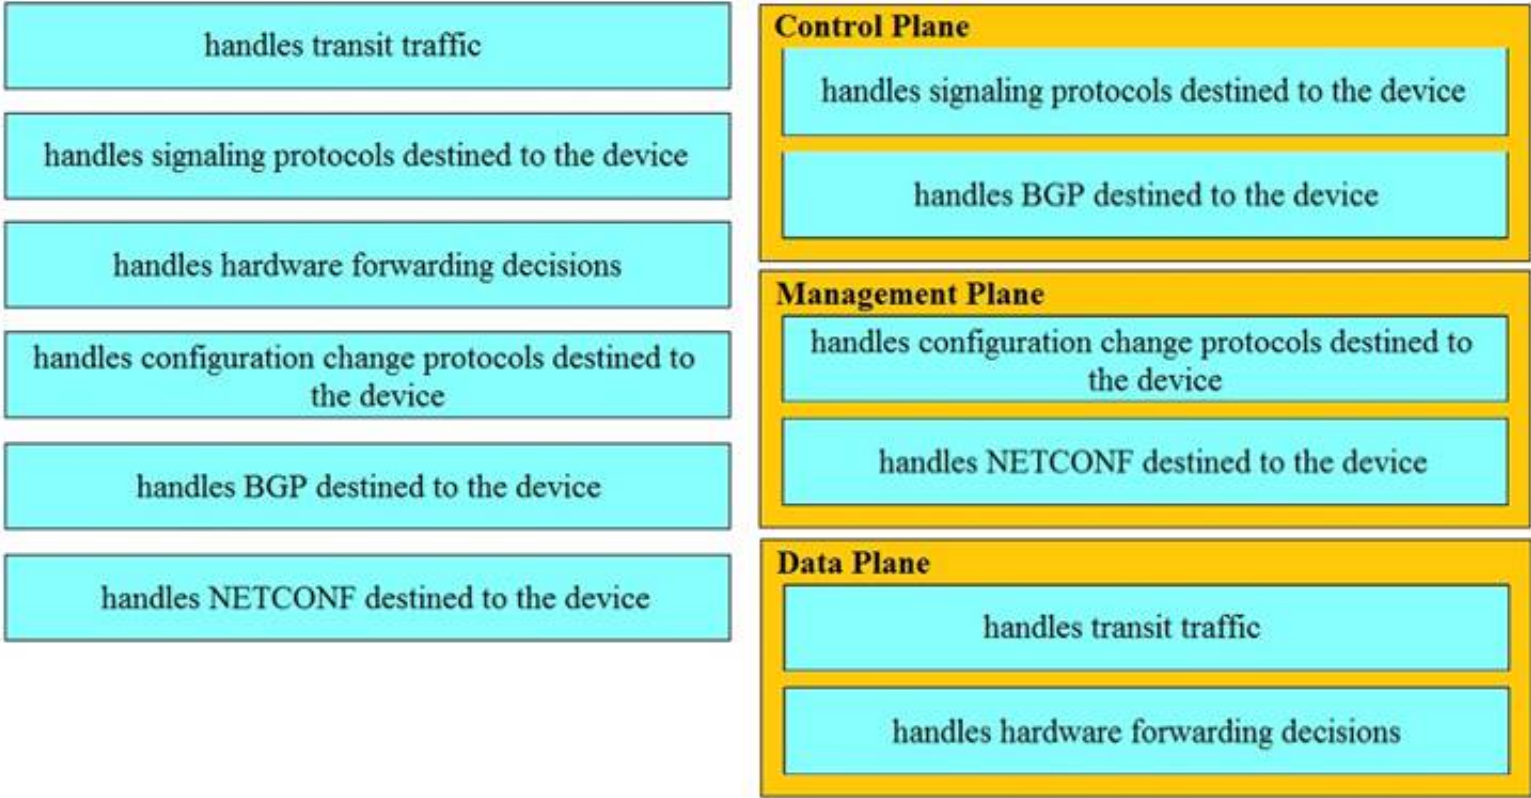 handles transit traffic
handles signaling protocols destined to the device
handles hardware forwarding decisions
handles configuration change protocols destined to
the device
handles BGP destined to the device
handles NETCONF destined to the device
Control Plane
handles signaling protocols destined to the device
handles BGP destined to the device
Management Plane
handles configuration change protocols destined to
the device
handles NETCONF destined to the device
Data Plane
handles transit traffic
handles hardware forwarding decisions